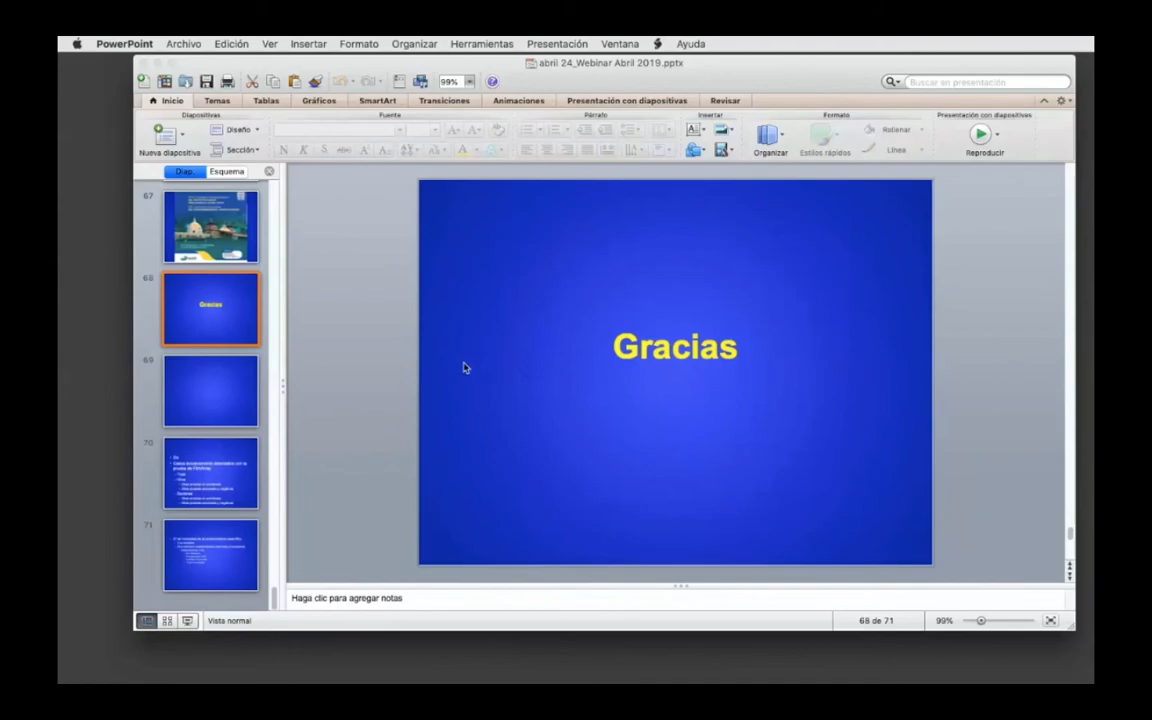 PowerPoint Archivo Edición Ver Insertar Formato Organizar Herramientas Presentación Ventana Ayuda
abril 24_Webinar Abril 2019.pptx
99%
Buscar en presentación
Inicio Temas Tablas Gráficos SmartArt Transiciones Animaciones Presentación con diapositivas Revisar
Diapositivas Fuente Párrafo Insertar Formato Presentación con diapositivas
Nueva diapositiva
Diseño
Sección
N K S
Organizar
Estilos rápidos
Rellenar
Línea
Reproducir
Diap. Esquema
67
68
Gracias
69
70
71
Gracias
Haga clic para agregar notas
Vista normal 68 de 71 99%